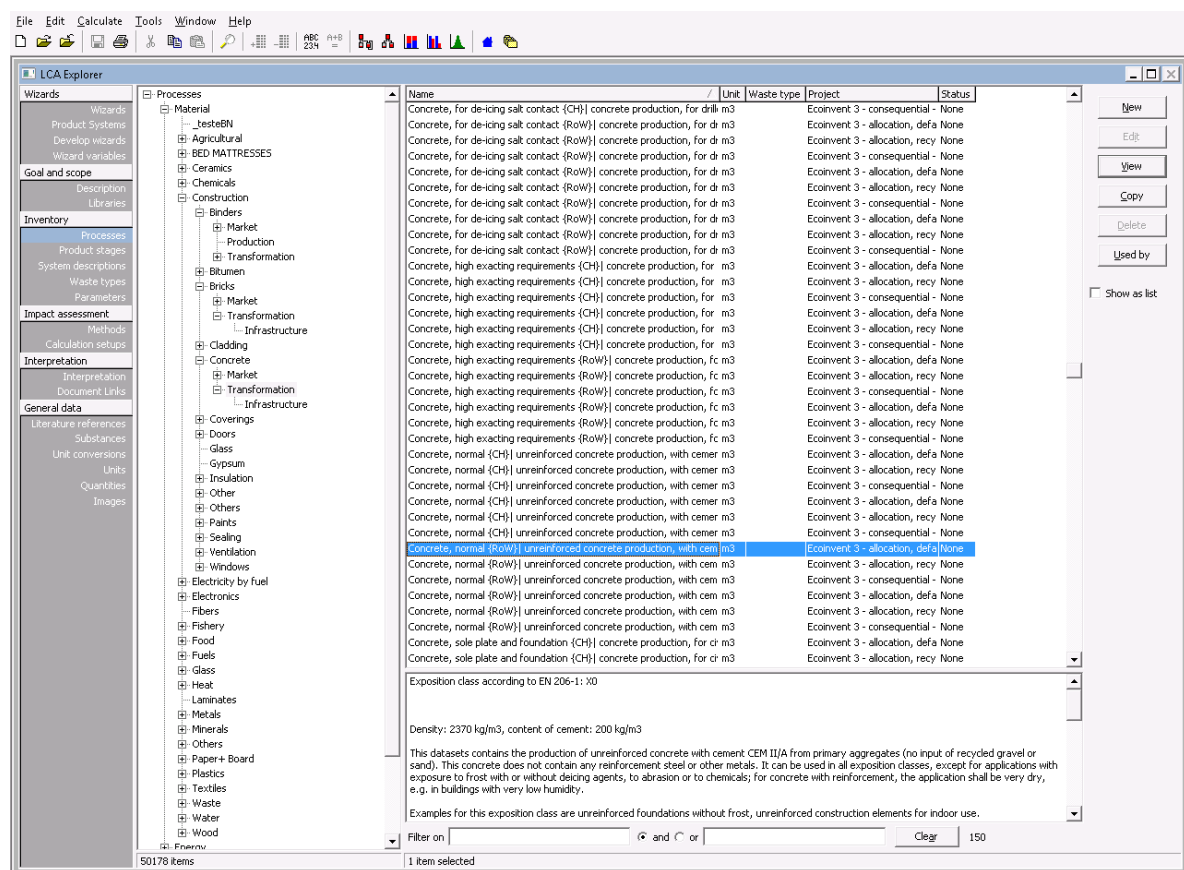 File Edit Calculate Tools Window Help
ABC A+B
234 =
LCA Explorer
Wizards
Wizards
Product Systems
Develop wizards
Wizard variables
Goal and scope
Description
Libraries
Inventory
Processes
Product stages
System descriptions
Waste types
Parameters
Impact assessment
Methods
Calculation setups
Interpretation
Interpretation
Document Links
General data
Literature references
Substances
Unit conversions
Units
Quantities
Images
Processes
Material
_testeBN
Agricultural
BED MATTRESSES
Ceramics
Chemicals
Construction
Binders
Market
Production
Transformation
Bitumen
Bricks
Market
Transformation
Infrastructure
Cladding
Concrete
Market
Transformation
Infrastructure
Coverings
Doors
Glass
Gypsum
Insulation
Other
Others
Paints
Sealing
Ventilation
Windows
Electricity by fuel
Electronics
Fibers
Fishery
Food
Fuels
Glass
Heat
Laminates
Metals
Minerals
Others
Paper+ Board
Plastics
Textiles
Waste
Water
Wood
Energy
50178 items
Name / Unit Waste type Project Status
Concrete, for de-icing salt contact {CH}| concrete production, for drill m3 Ecoinvent 3 - consequential - None
Concrete, for de-icing salt contact {RoW}| concrete production, for dr m3 Ecoinvent 3 - allocation, defa None
Concrete, for de-icing salt contact {RoW}| concrete production, for dr m3 Ecoinvent 3 - allocation, recy None
Concrete, for de-icing salt contact {RoW}| concrete production, for dr m3 Ecoinvent 3 - consequential - None
Concrete, for de-icing salt contact {RoW}| concrete production, for dr m3 Ecoinvent 3 - allocation, defa None
Concrete, for de-icing salt contact {RoW}| concrete production, for dr m3 Ecoinvent 3 - allocation, recy None
Concrete, for de-icing salt contact {RoW}| concrete production, for dr m3 Ecoinvent 3 - consequential - None
Concrete, for de-icing salt contact {RoW}| concrete production, for dr m3 Ecoinvent 3 - allocation, defa None
Concrete, for de-icing salt contact {RoW}| concrete production, for dr m3 Ecoinvent 3 - consequential - None
Concrete, for de-icing salt contact {RoW}| concrete production, for dr m3 Ecoinvent 3 - allocation, recy None
Concrete, high exacting requirements {CH}| concrete production, for m3 Ecoinvent 3 - allocation, defa None
Concrete, high exacting requirements {CH}| concrete production, for m3 Ecoinvent 3 - allocation, recy None
Concrete, high exacting requirements {CH}| concrete production, for m3 Ecoinvent 3 - consequential - None
Concrete, high exacting requirements {CH}| concrete production, for m3 Ecoinvent 3 - allocation, defa None
Concrete, high exacting requirements {CH}| concrete production, for m3 Ecoinvent 3 - allocation, recy None
Concrete, high exacting requirements {CH}| concrete production, for m3 Ecoinvent 3 - consequential - None
Concrete, high exacting requirements {RoW}| concrete production, fc m3 Ecoinvent 3 - allocation, defa None
Concrete, high exacting requirements {RoW}| concrete production, fc m3 Ecoinvent 3 - allocation, recy None
Concrete, high exacting requirements {RoW}| concrete production, fc m3 Ecoinvent 3 - consequential - None
Concrete, high exacting requirements {RoW}| concrete production, fc m3 Ecoinvent 3 - allocation, defa None
Concrete, high exacting requirements {RoW}| concrete production, fc m3 Ecoinvent 3 - allocation, recy None
Concrete, high exacting requirements {RoW}| concrete production, fc m3 Ecoinvent 3 - consequential - None
Concrete, normal {CH}| unreinforced concrete production, with cemer m3 Ecoinvent 3 - allocation, defa None
Concrete, normal {CH}| unreinforced concrete production, with cemer m3 Ecoinvent 3 - allocation, recy None
Concrete, normal {CH}| unreinforced concrete production, with cemer m3 Ecoinvent 3 - consequential - None
Concrete, normal {CH}| unreinforced concrete production, with cemer m3 Ecoinvent 3 - allocation, defa None
Concrete, normal {CH}| unreinforced concrete production, with cemer m3 Ecoinvent 3 - allocation, recy None
Concrete, normal {CH}| unreinforced concrete production, with cemer m3 Ecoinvent 3 - consequential - None
Concrete, normal {RoW}| unreinforced concrete production, with cem m3 Ecoinvent 3 - allocation, defa None
Concrete, normal {RoW}| unreinforced concrete production, with cem m3 Ecoinvent 3 - allocation, recy None
Concrete, normal {RoW}| unreinforced concrete production, with cem m3 Ecoinvent 3 - consequential - None
Concrete, normal {RoW}| unreinforced concrete production, with cem m3 Ecoinvent 3 - allocation, defa None
Concrete, normal {RoW}| unreinforced concrete production, with cem m3 Ecoinvent 3 - allocation, recy None
Concrete, normal {RoW}| unreinforced concrete production, with cem m3 Ecoinvent 3 - consequential - None
Concrete, sole plate and foundation {CH}| concrete production, for ci m3 Ecoinvent 3 - allocation, defa None
Concrete, sole plate and foundation {CH}| concrete production, for ci m3 Ecoinvent 3 - allocation, recy None
Exposition class according to EN 206-1: X0
Density: 2370 kg/m3, content of cement: 200 kg/m3
This datasets contains the production of unreinforced concrete with cement CEM II/A from primary aggregates (no input of recycled gravel or
sand). This concrete does not contain any reinforcement steel or other metals. It can be used in all exposition classes, except for applications with
exposure to frost with or without deicing agents, to abrasion or to chemicals; for concrete with reinforcement, the application shall be very dry,
e.g. in buildings with very low humidity.
Examples for this exposition class are unreinforced foundations without frost, unreinforced construction elements for indoor use.
Filter on and or Clear 150
1 item selected
New
Edit
View
Copy
Delete
Used by
Show as list